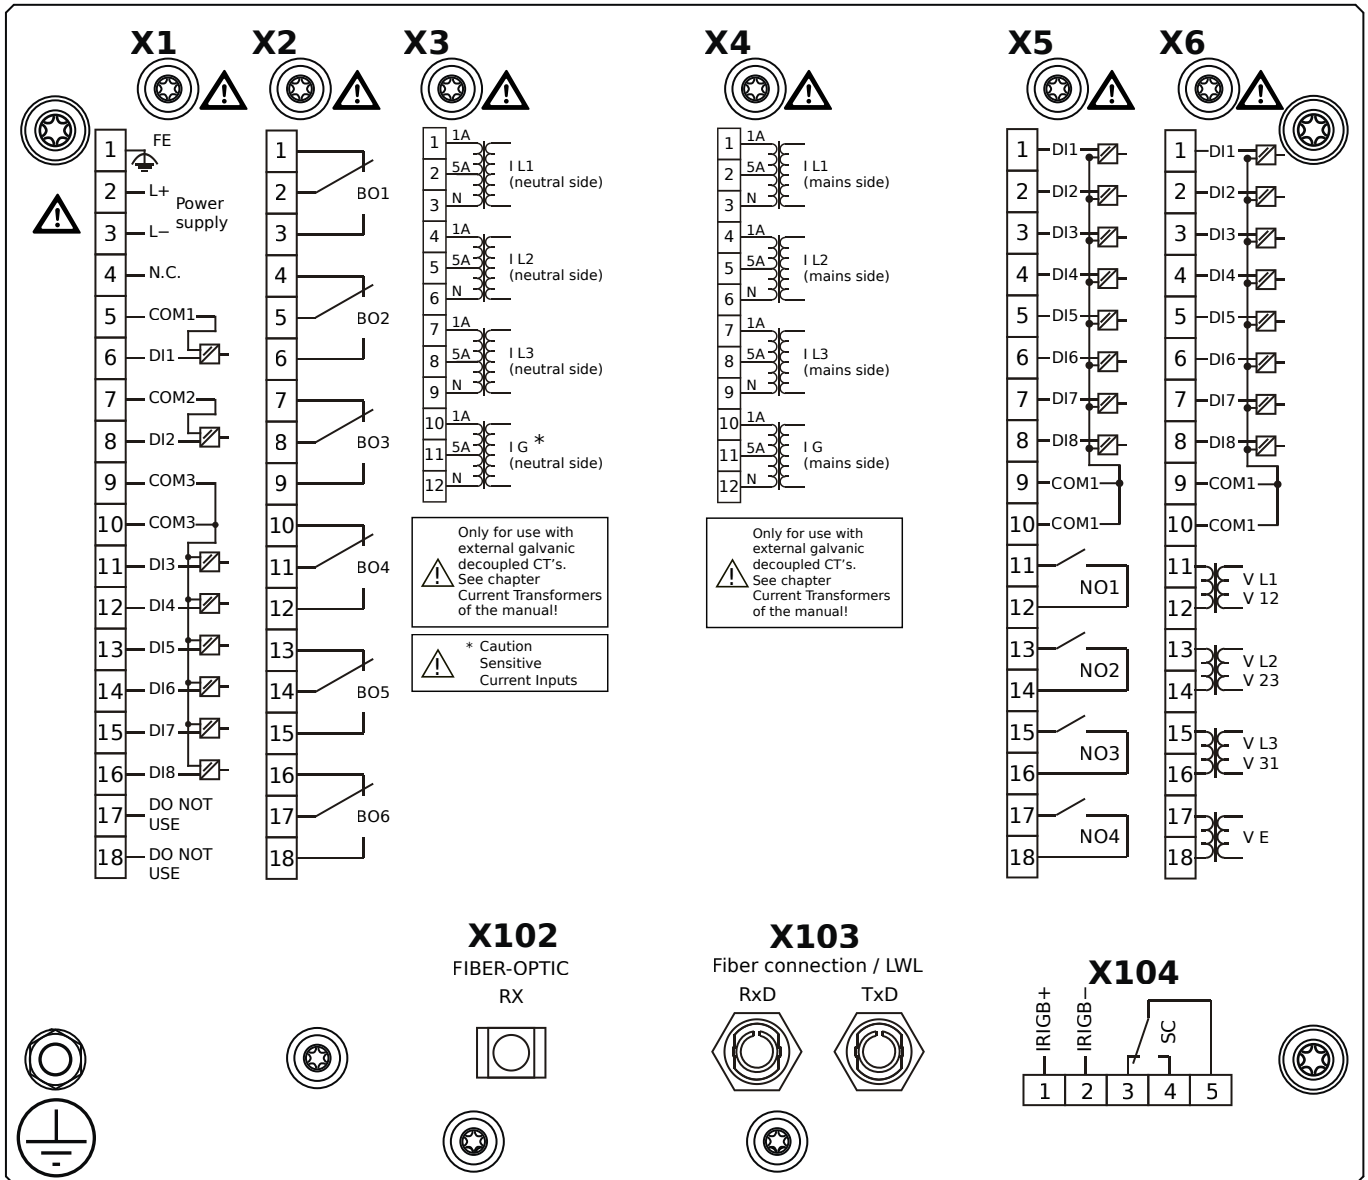 X1
X2
X3
X4
X5
X6
1 FE
2 L+
Power
supply
3 L−
4 N.C.
5 COM1
6 DI1
7 COM2
8 DI2
9 COM3
10 COM3
11 DI3
12 DI4
13 DI5
14 DI6
15 DI7
16 DI8
17 DO NOT
USE
18 DO NOT
USE
1
2 BO1
3
4
5 BO2
6
7
8 BO3
9
10
11 BO4
12
13
14 BO5
15
16
17 BO6
18
1 1A
2 5A
3 N
I L1
(neutral side)
4 1A
5 5A
6 N
I L2
(neutral side)
7 1A
8 5A
9 N
I L3
(neutral side)
10 1A
11 5A
12 N
I G *
(neutral side)
Only for use with
external galvanic
decoupled CT's.
See chapter
Current Transformers
of the manual!
* Caution
Sensitive
Current Inputs
1 1A
2 5A
3 N
I L1
(mains side)
4 1A
5 5A
6 N
I L2
(mains side)
7 1A
8 5A
9 N
I L3
(mains side)
10 1A
11 5A
12 N
I G
(mains side)
Only for use with
external galvanic
decoupled CT's.
See chapter
Current Transformers
of the manual!
1 DI1
2 DI2
3 DI3
4 DI4
5 DI5
6 DI6
7 DI7
8 DI8
9 COM1
10 COM1
11
NO1
12
13
NO2
14
15
NO3
16
17
NO4
18
1 DI1
2 DI2
3 DI3
4 DI4
5 DI5
6 DI6
7 DI7
8 DI8
9 COM1
10 COM1
11 V L1
12 V 12
13 V L2
14 V 23
15 V L3
16 V 31
17
V E
18
X102
FIBER-OPTIC
RX
X103
Fiber connection / LWL
RxD TxD
X104
IRIGB+
IRIGB−
SC
1 2 3 4 5